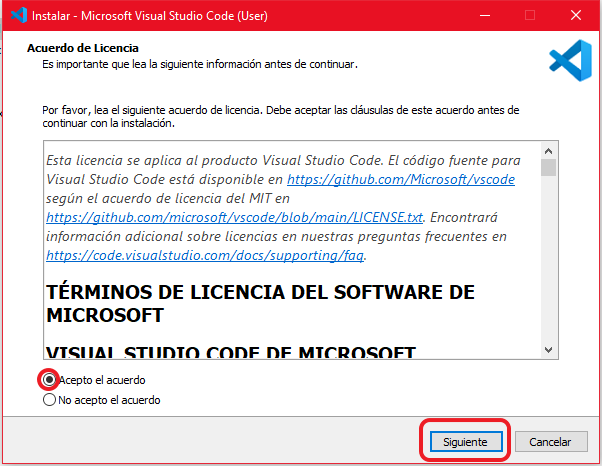 Instalar - Microsoft Visual Studio Code (User)
Acuerdo de Licencia
Es importante que lea la siguiente información antes de continuar.
Por favor, lea el siguiente acuerdo de licencia. Debe aceptar las cláusulas de este acuerdo antes de
continuar con la instalación.
Esta licencia se aplica al producto Visual Studio Code. El código fuente para
Visual Studio Code está disponible en https://github.com/Microsoft/vscode
según el acuerdo de licencia del MIT en
https://github.com/microsoft/vscode/blob/main/LICENSE.txt. Encontrará
información adicional sobre licencias en nuestras preguntas frecuentes en
https://code.visualstudio.com/docs/supporting/faq.
TÉRMINOS DE LICENCIA DEL SOFTWARE DE
MICROSOFT
VISUAL STUDIO CODE DE MICROSOFT
Acepto el acuerdo
No acepto el acuerdo
Siguiente
Cancelar